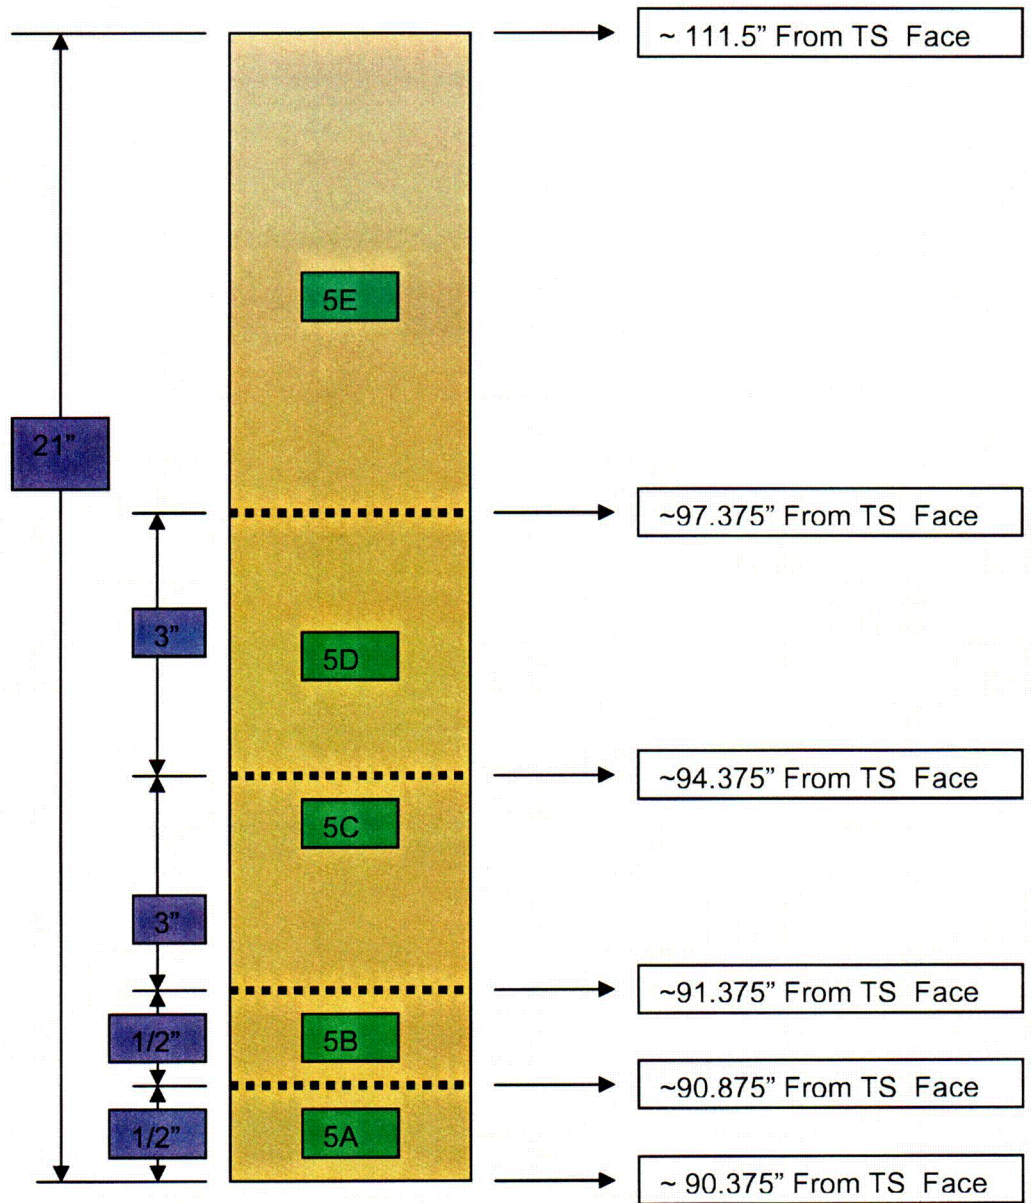 ~ 111.5” From TS Face
5E
21”
~97.375” From TS Face
3”
5D
~94.375” From TS Face
5C
3”
~91.375” From TS Face
1/2”
5B
~90.875” From TS Face
1/2”
5A
~ 90.375” From TS Face